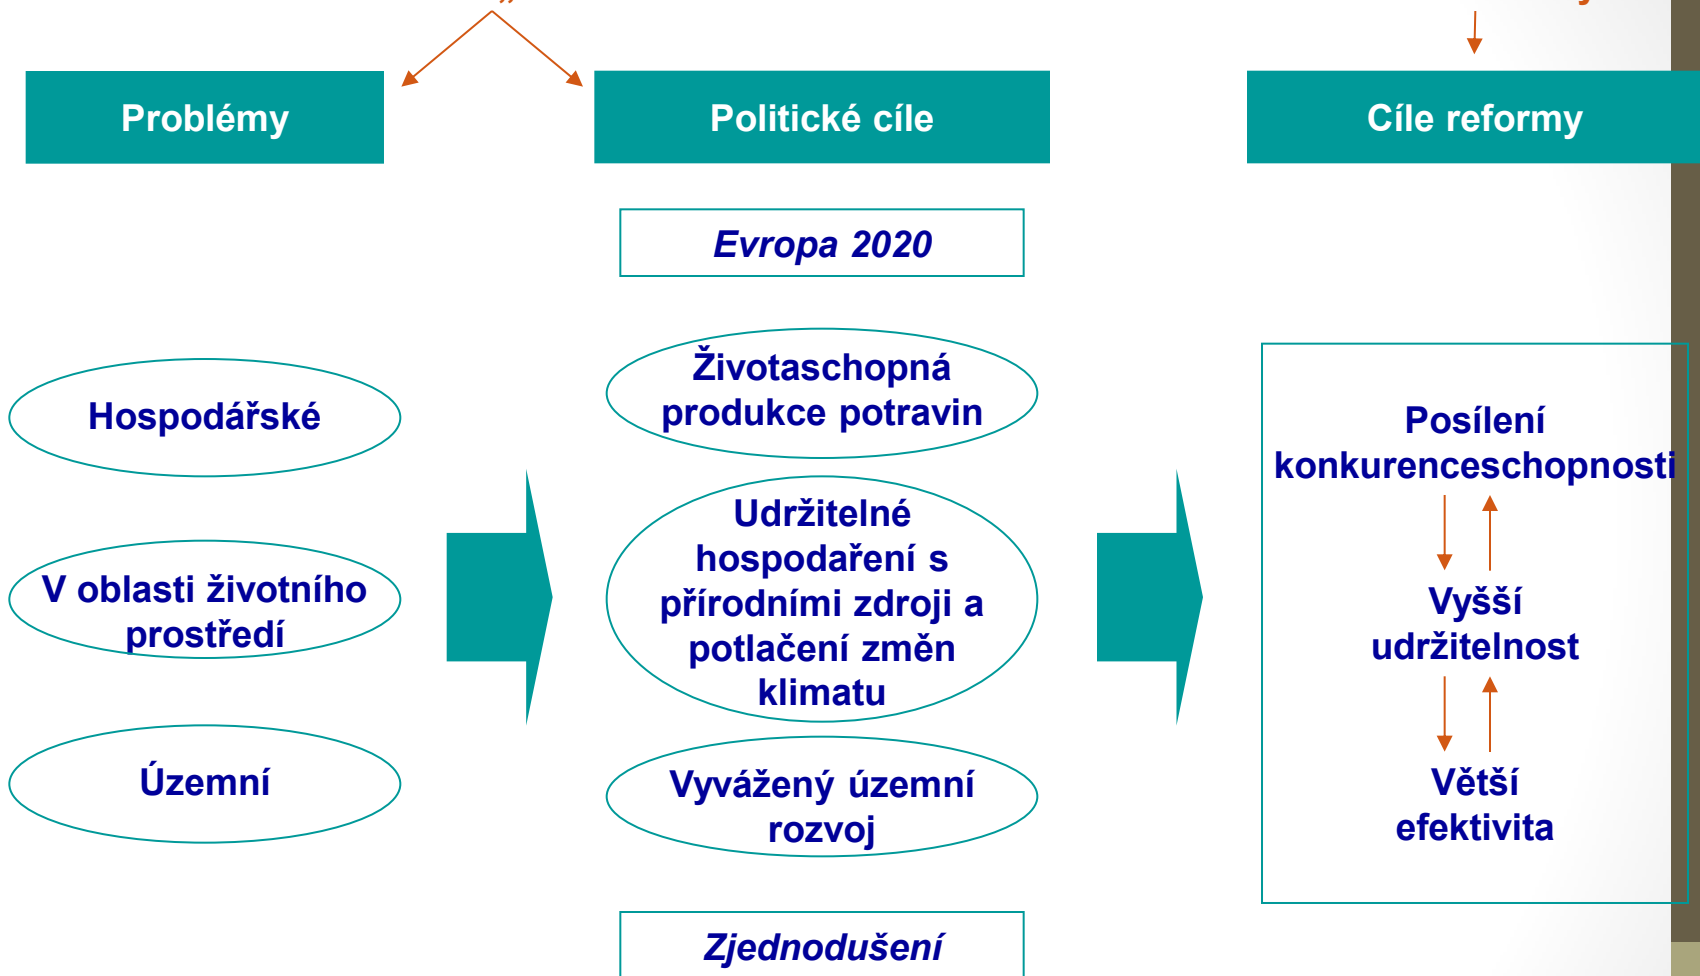 Problémy
Politické cíle
Cíle reformy
Evropa 2020
Hospodářské
V oblasti životního
prostředí
Územní
Životaschopná
produkce potravin
Udržitelné
hospodaření s
přírodními zdroji a
potlačení změn
klimatu
Vyvážený územní
rozvoj
Zjednodušení
Posílení
konkurenceschopnosti
Vyšší
udržitelnost
Větší
efektivita